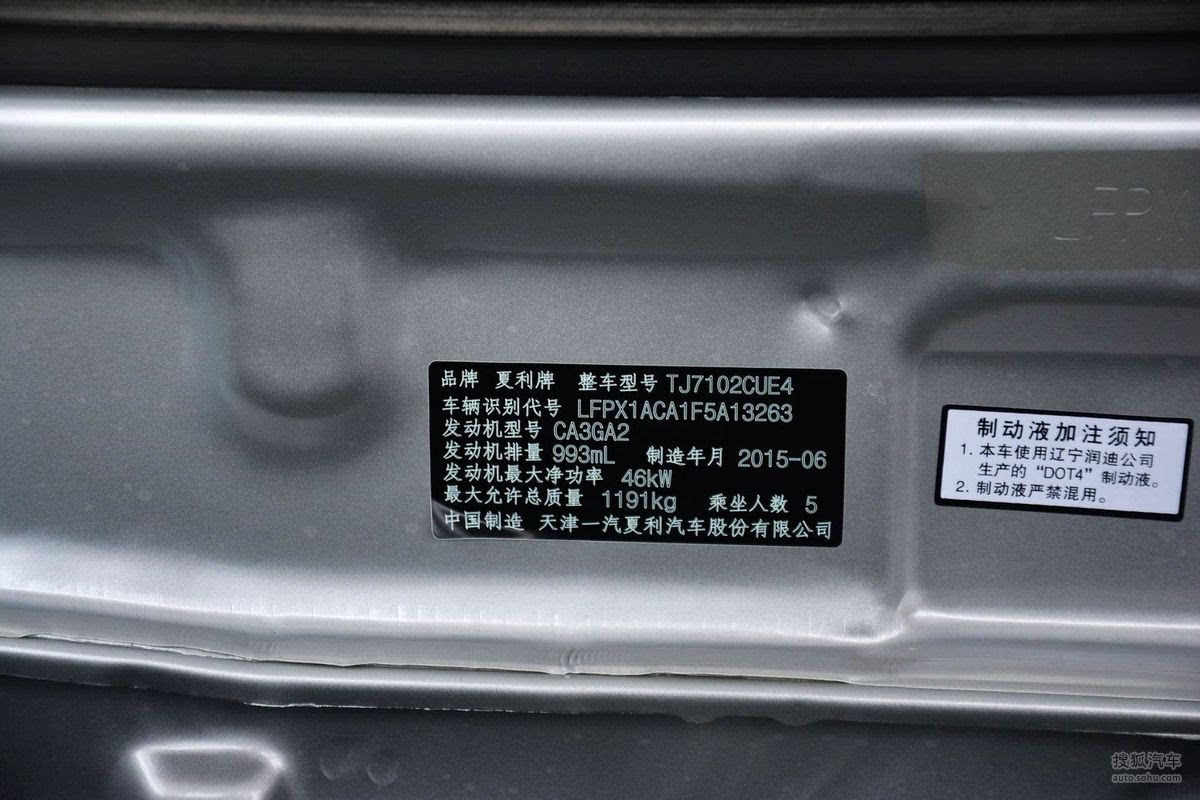 LFPX
品牌 夏利牌 整车型号 TJ7102CUE4
车辆识别代号 LFPX1ACA1F5A13263
发动机型号 CA3GA2
发动机排量 993mL 制造年月 2015-06
发动机最大净功率 46kW
最大允许总质量 1191kg 乘坐人数 5
中国制造 天津一汽夏利汽车股份有限公司
制动液加注须知
1. 本车使用辽宁润迪公司
生产的“DOT4”制动液。
2. 制动液严禁混用。
搜狐汽车
auto.sohu.com